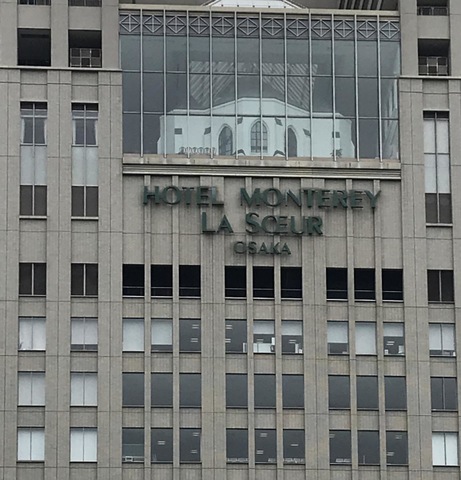 HOTEL MONTEREY
LA SŒUR
OSAKA